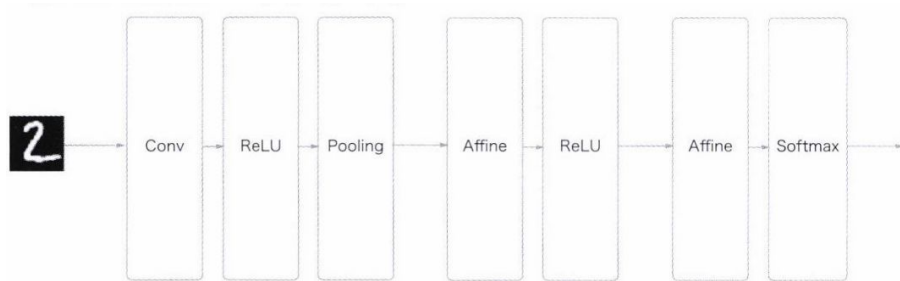 2
Conv
ReLU
Pooling
Affine
ReLU
Affine
Softmax